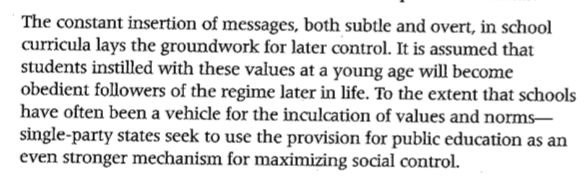 The constant insertion of messages, both subtle and overt, in school
curricula lays the groundwork for later control. It is assumed that
students instilled with these values at a young age will become
obedient followers of the regime later in life. To the extent that schools
have often been a vehicle for the inculcation of values and norms—
single-party states seek to use the provision for public education as an
even stronger mechanism for maximizing social control.